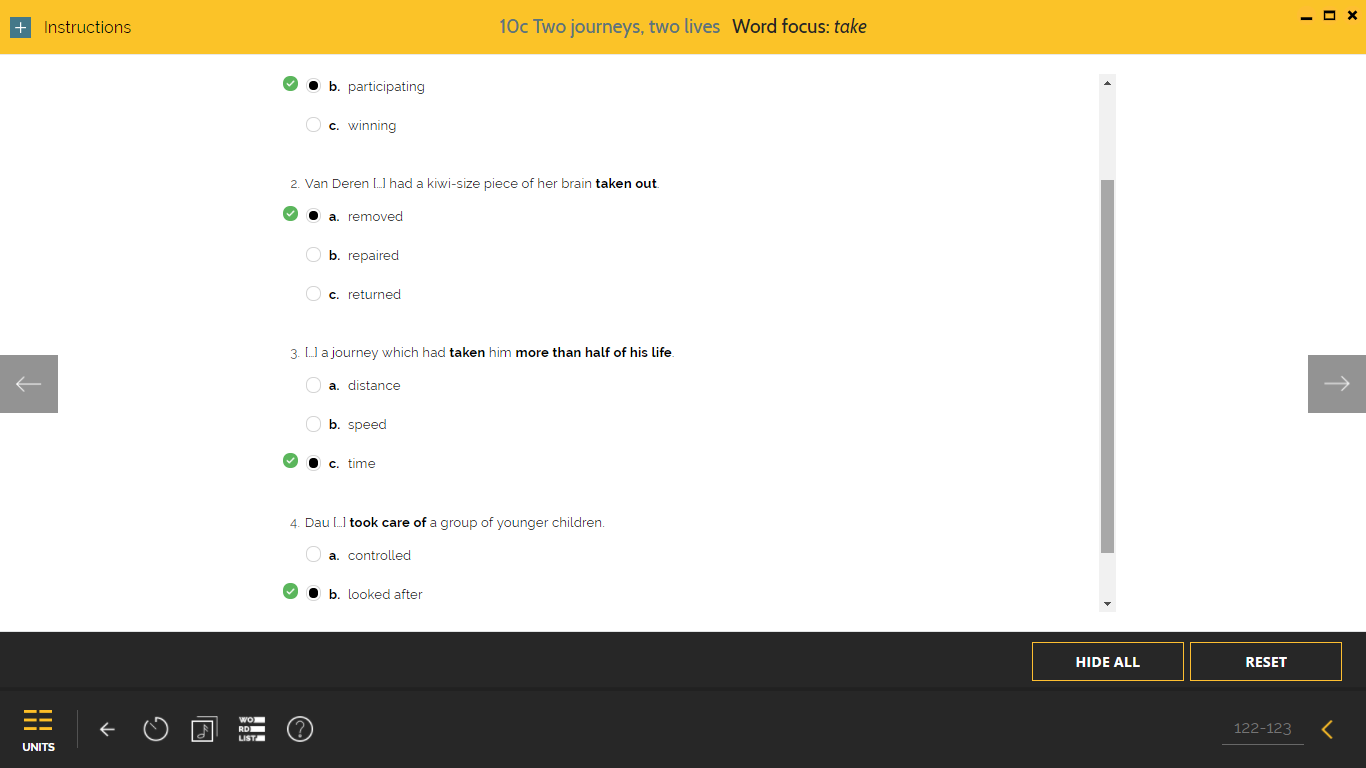 Instructions
10c Two journeys, two lives Word focus: take
b. participating
c. winning
2. Van Deren [...] had a kiwi-size piece of her brain taken out.
a. removed
b. repaired
c. returned
3. [...] a journey which had taken him more than half of his life.
a. distance
b. speed
c. time
4. Dau [...] took care of a group of younger children.
a. controlled
b. looked after
HIDE ALL
RESET
UNITS
WO
RD
LIST
122-123